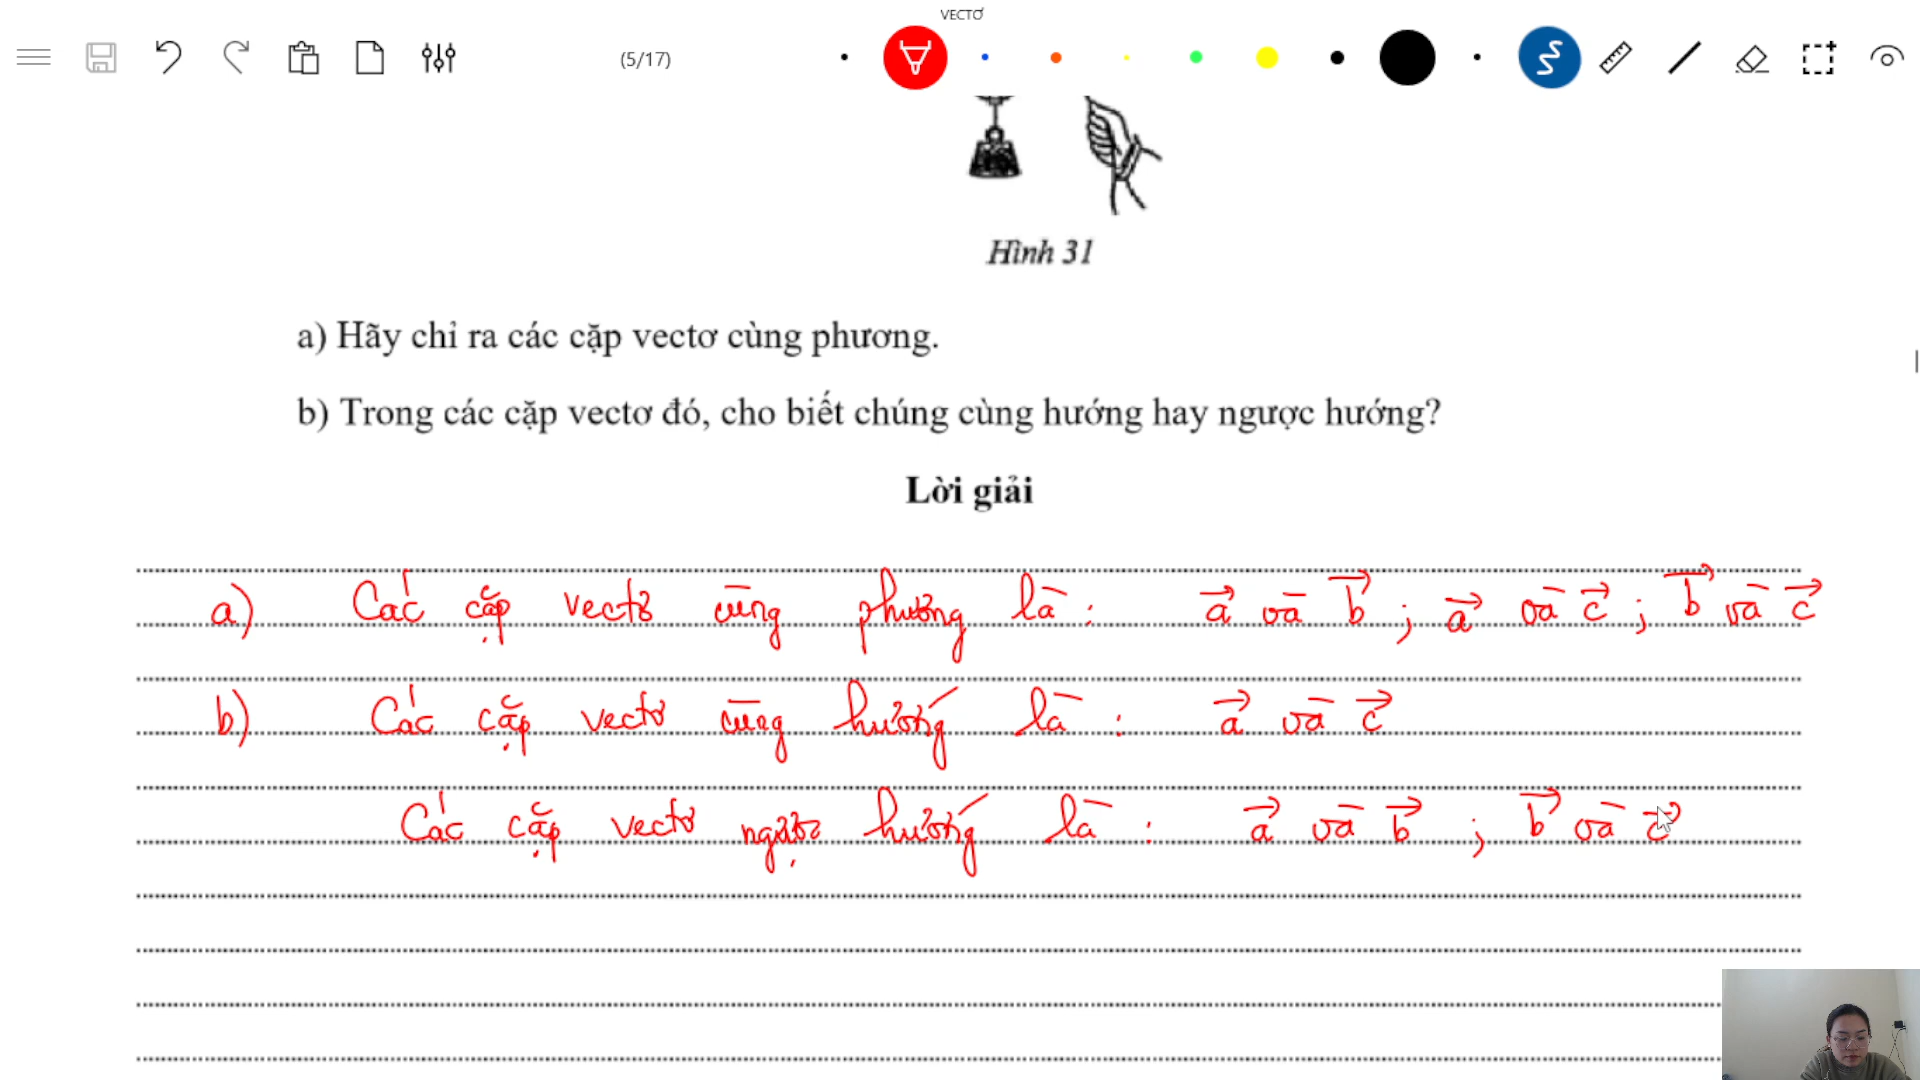 VECTƠ
(5/17)
Hình 31
a) Hãy chỉ ra các cặp vectơ cùng phương.
b) Trong các cặp vectơ đó, cho biết chúng cùng hướng hay ngược hướng?
Lời giải
a) Các cặp vectơ cùng phương là : a⃗ và b⃗ ; a⃗ và c⃗ ; b⃗ và c⃗
b) Các cặp vectơ cùng hướng là : a⃗ và c⃗
Các cặp vectơ ngược hướng là : a⃗ và b⃗ ; b⃗ và c⃗